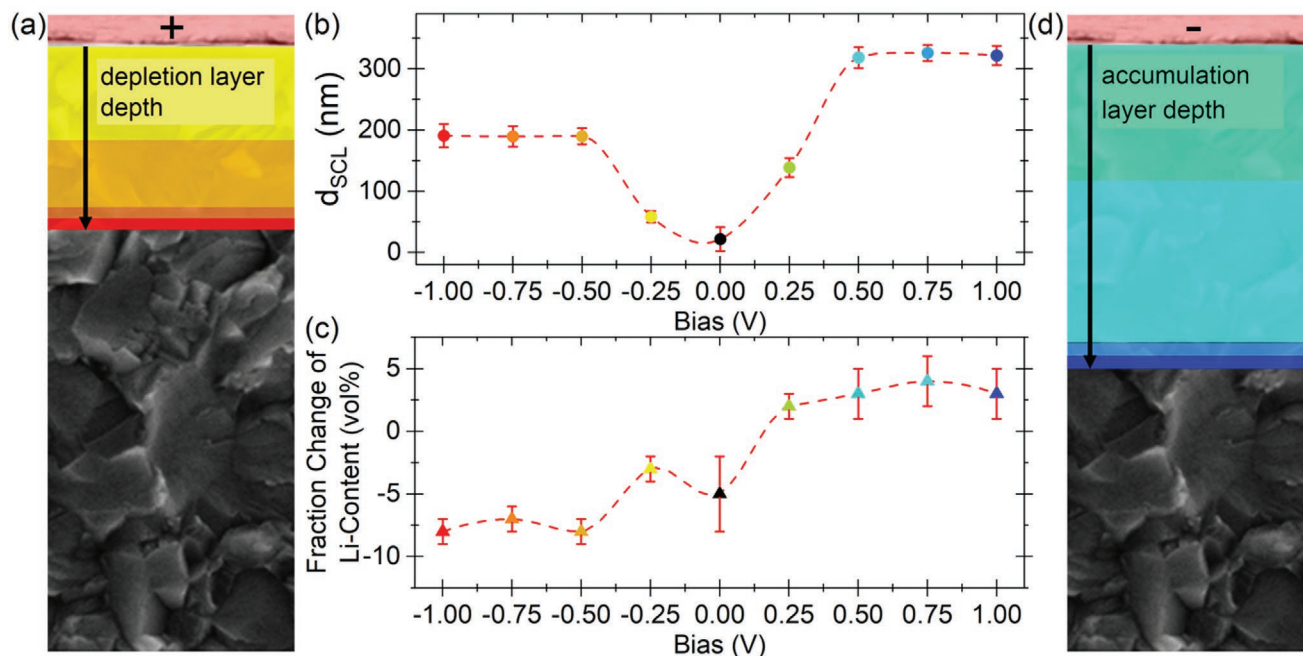 (a)
+
depletion layer
depth
(b)
d_SCL (nm)
300
200
100
0
-1.00 -0.75 -0.50 -0.25 0.00 0.25 0.50 0.75 1.00
Bias (V)
(c)
Fraction Change of
Li-Content (vol%)
5
0
-5
-10
-1.00 -0.75 -0.50 -0.25 0.00 0.25 0.50 0.75 1.00
Bias (V)
(d)
-
accumulation
layer depth